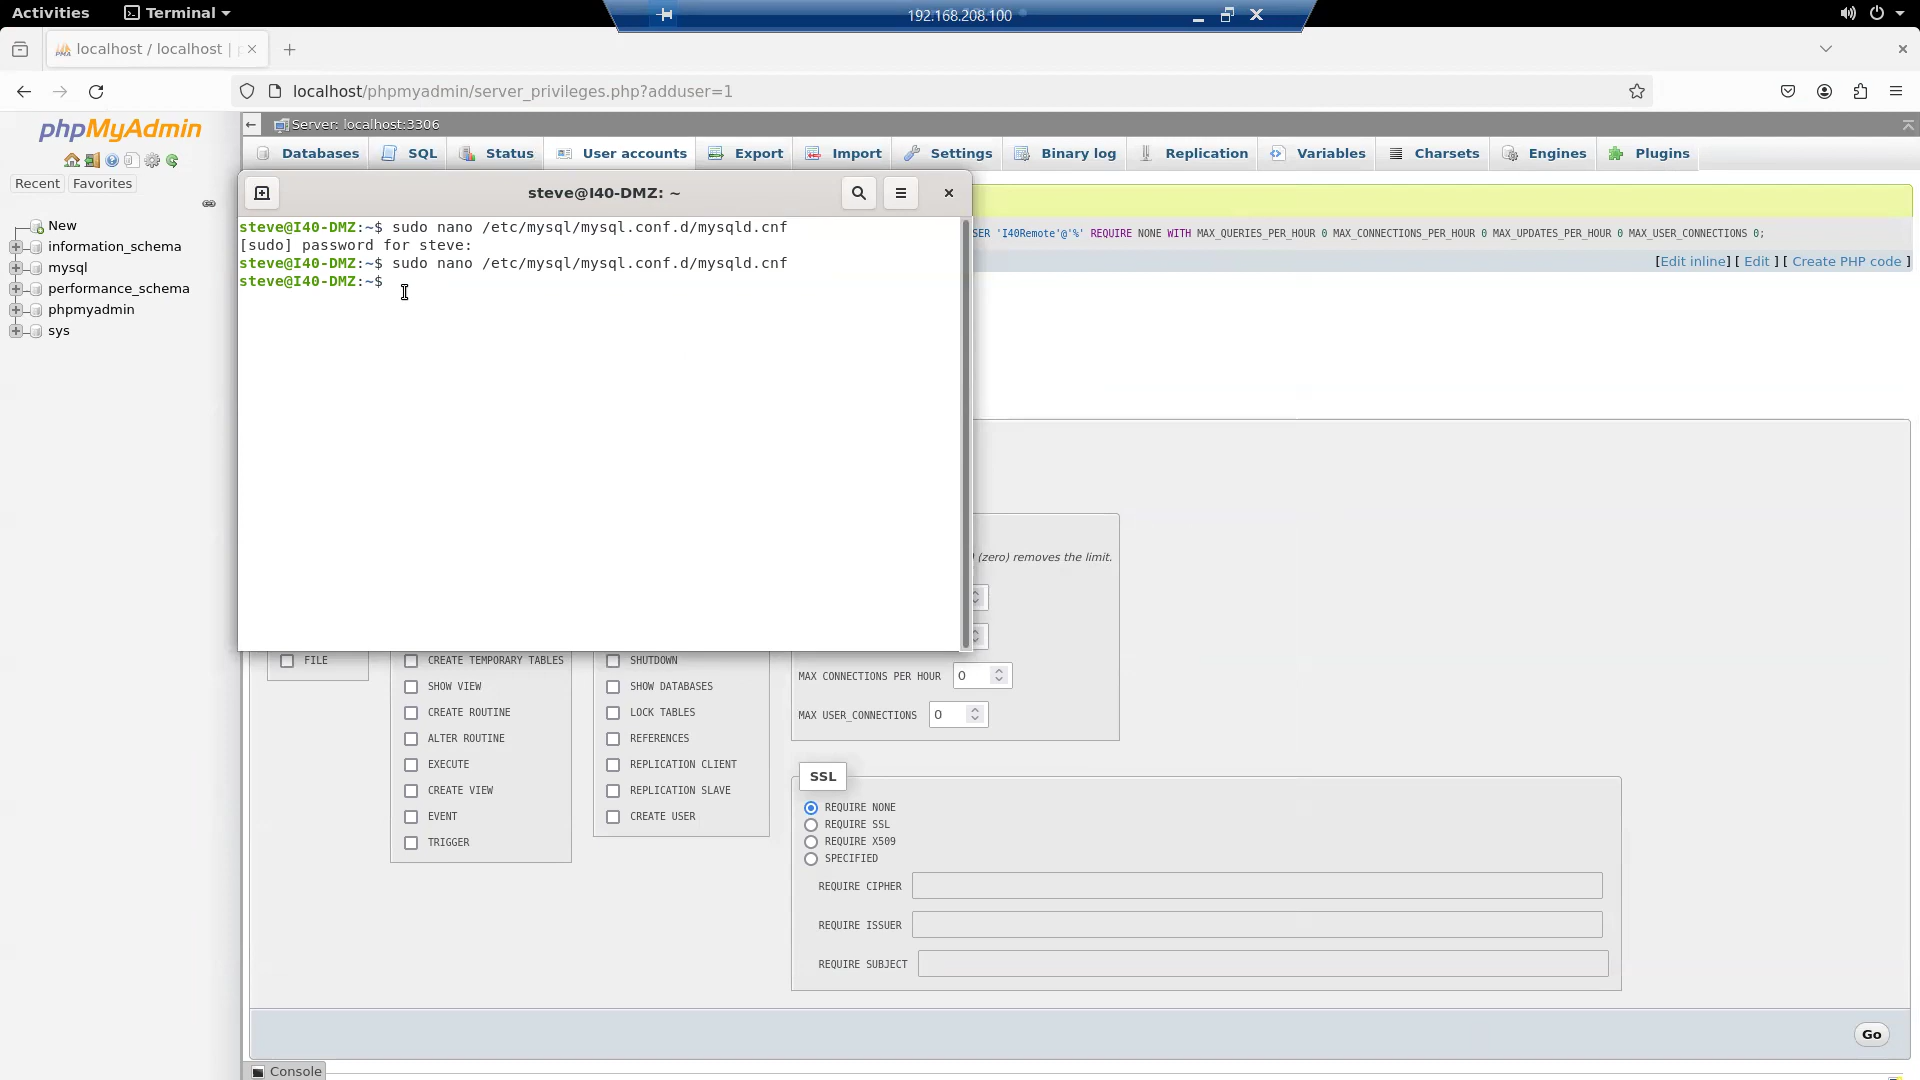 Activities
Terminal
192.168.208.100
localhost / localhost |
localhost/phpmyadmin/server_privileges.php?adduser=1
phpMyAdmin
Server: localhost:3306
Databases
SQL
Status
User accounts
Export
Import
Settings
Binary log
Replication
Variables
Charsets
Engines
Plugins
Recent
Favorites
New
information_schema
mysql
performance_schema
phpmyadmin
sys
steve@I40-DMZ: ~
steve@I40-DMZ:~$ sudo nano /etc/mysql/mysql.conf.d/mysqld.cnf
[sudo] password for steve:
steve@I40-DMZ:~$ sudo nano /etc/mysql/mysql.conf.d/mysqld.cnf
steve@I40-DMZ:~$
SER 'I40Remote'@'%' REQUIRE NONE WITH MAX_QUERIES_PER_HOUR 0 MAX_CONNECTIONS_PER_HOUR 0 MAX_UPDATES_PER_HOUR 0 MAX_USER_CONNECTIONS 0;
[Edit inline] [ Edit ] [ Create PHP code ]
(zero) removes the limit.
FILE
CREATE TEMPORARY TABLES
SHOW VIEW
CREATE ROUTINE
ALTER ROUTINE
EXECUTE
CREATE VIEW
EVENT
TRIGGER
SHUTDOWN
SHOW DATABASES
LOCK TABLES
REFERENCES
REPLICATION CLIENT
REPLICATION SLAVE
CREATE USER
MAX CONNECTIONS PER HOUR 0
MAX USER_CONNECTIONS 0
SSL
REQUIRE NONE
REQUIRE SSL
REQUIRE X509
SPECIFIED
REQUIRE CIPHER
REQUIRE ISSUER
REQUIRE SUBJECT
Go
Console